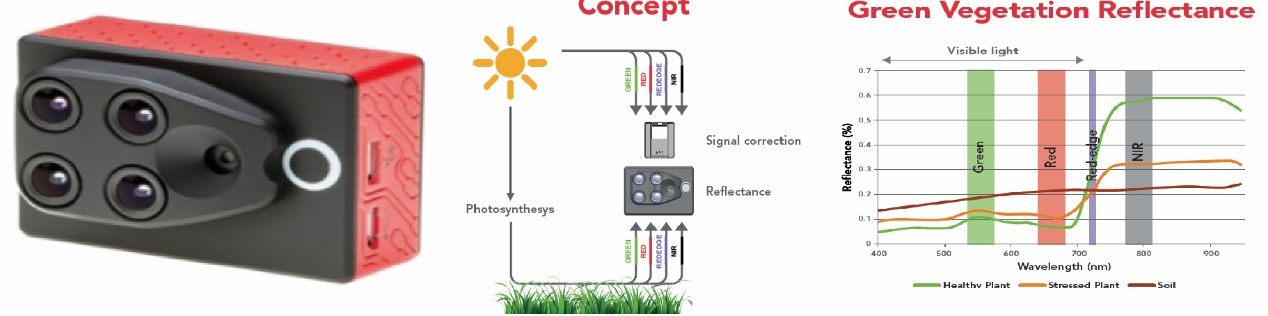 Concept
GREEN
RED
REDEDGE
NIR
Signal correction
Reflectance
Photosynthesys
GREEN
RED
REDEDGE
NIR
Green Vegetation Reflectance
Visible light
Reflectance (%)
0.7
0.6
0.5
0.4
0.3
0.2
0.1
0
Green
Red
Red-edge
NIR
400
500
600
700
800
900
Wavelength (nm)
Healthy Plant
Stressed Plant
Soil